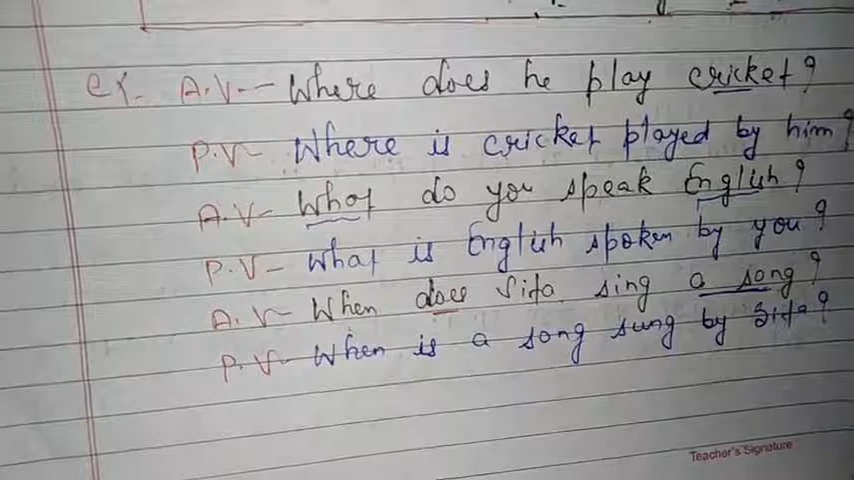 ex. A.V-- Where does he play cricket?
P.V- Where is cricket played by him?
A.V- What do you speak English?
P.V- What is English spoken by you?
A.V- When does Sita sing a song?
P.V- When is a song sung by Sita?
Teacher's Signature